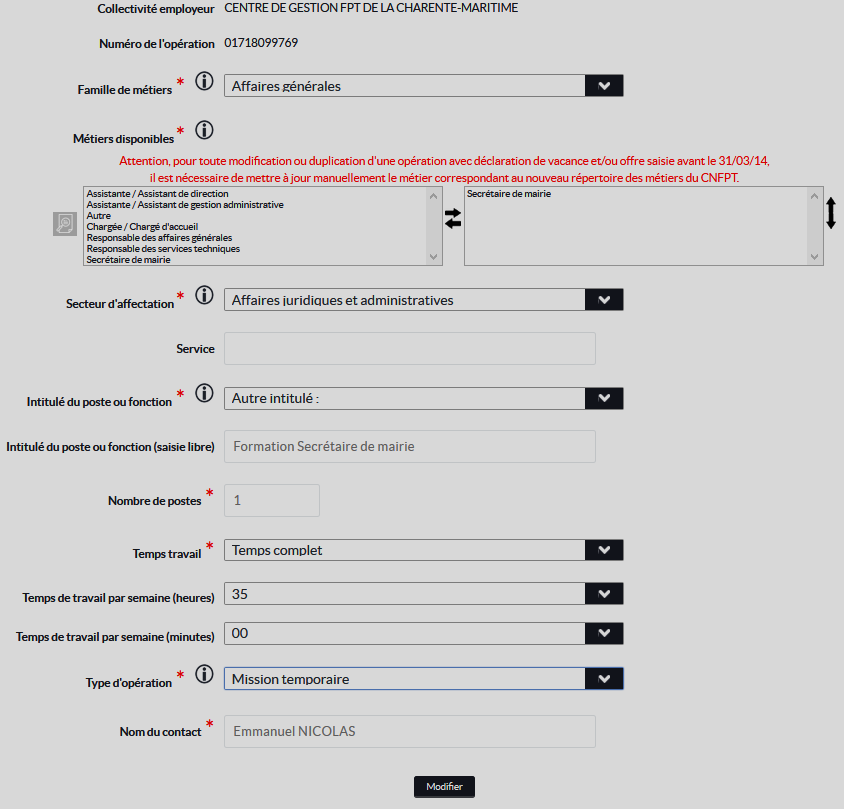 Collectivité employeur CENTRE DE GESTION FPT DE LA CHARENTE-MARITIME
Numéro de l'opération 01718099769
Famille de métiers * Affaires générales
Métiers disponibles *
Attention, pour toute modification ou duplication d'une opération avec déclaration de vacance et/ou offre saisie avant le 31/03/14,
il est nécessaire de mettre à jour manuellement le métier correspondant au nouveau répertoire des métiers du CNFPT.
Assistante / Assistant de direction
Assistante / Assistant de gestion administrative
Autre
Chargée / Chargé d'accueil
Responsable des affaires générales
Responsable des services techniques
Secrétaire de mairie
Secrétaire de mairie
Secteur d'affectation * Affaires juridiques et administratives
Service
Intitulé du poste ou fonction * Autre intitulé :
Intitulé du poste ou fonction (saisie libre) Formation Secrétaire de mairie
Nombre de postes * 1
Temps travail * Temps complet
Temps de travail par semaine (heures) 35
Temps de travail par semaine (minutes) 00
Type d'opération * Mission temporaire
Nom du contact * Emmanuel NICOLAS
Modifier